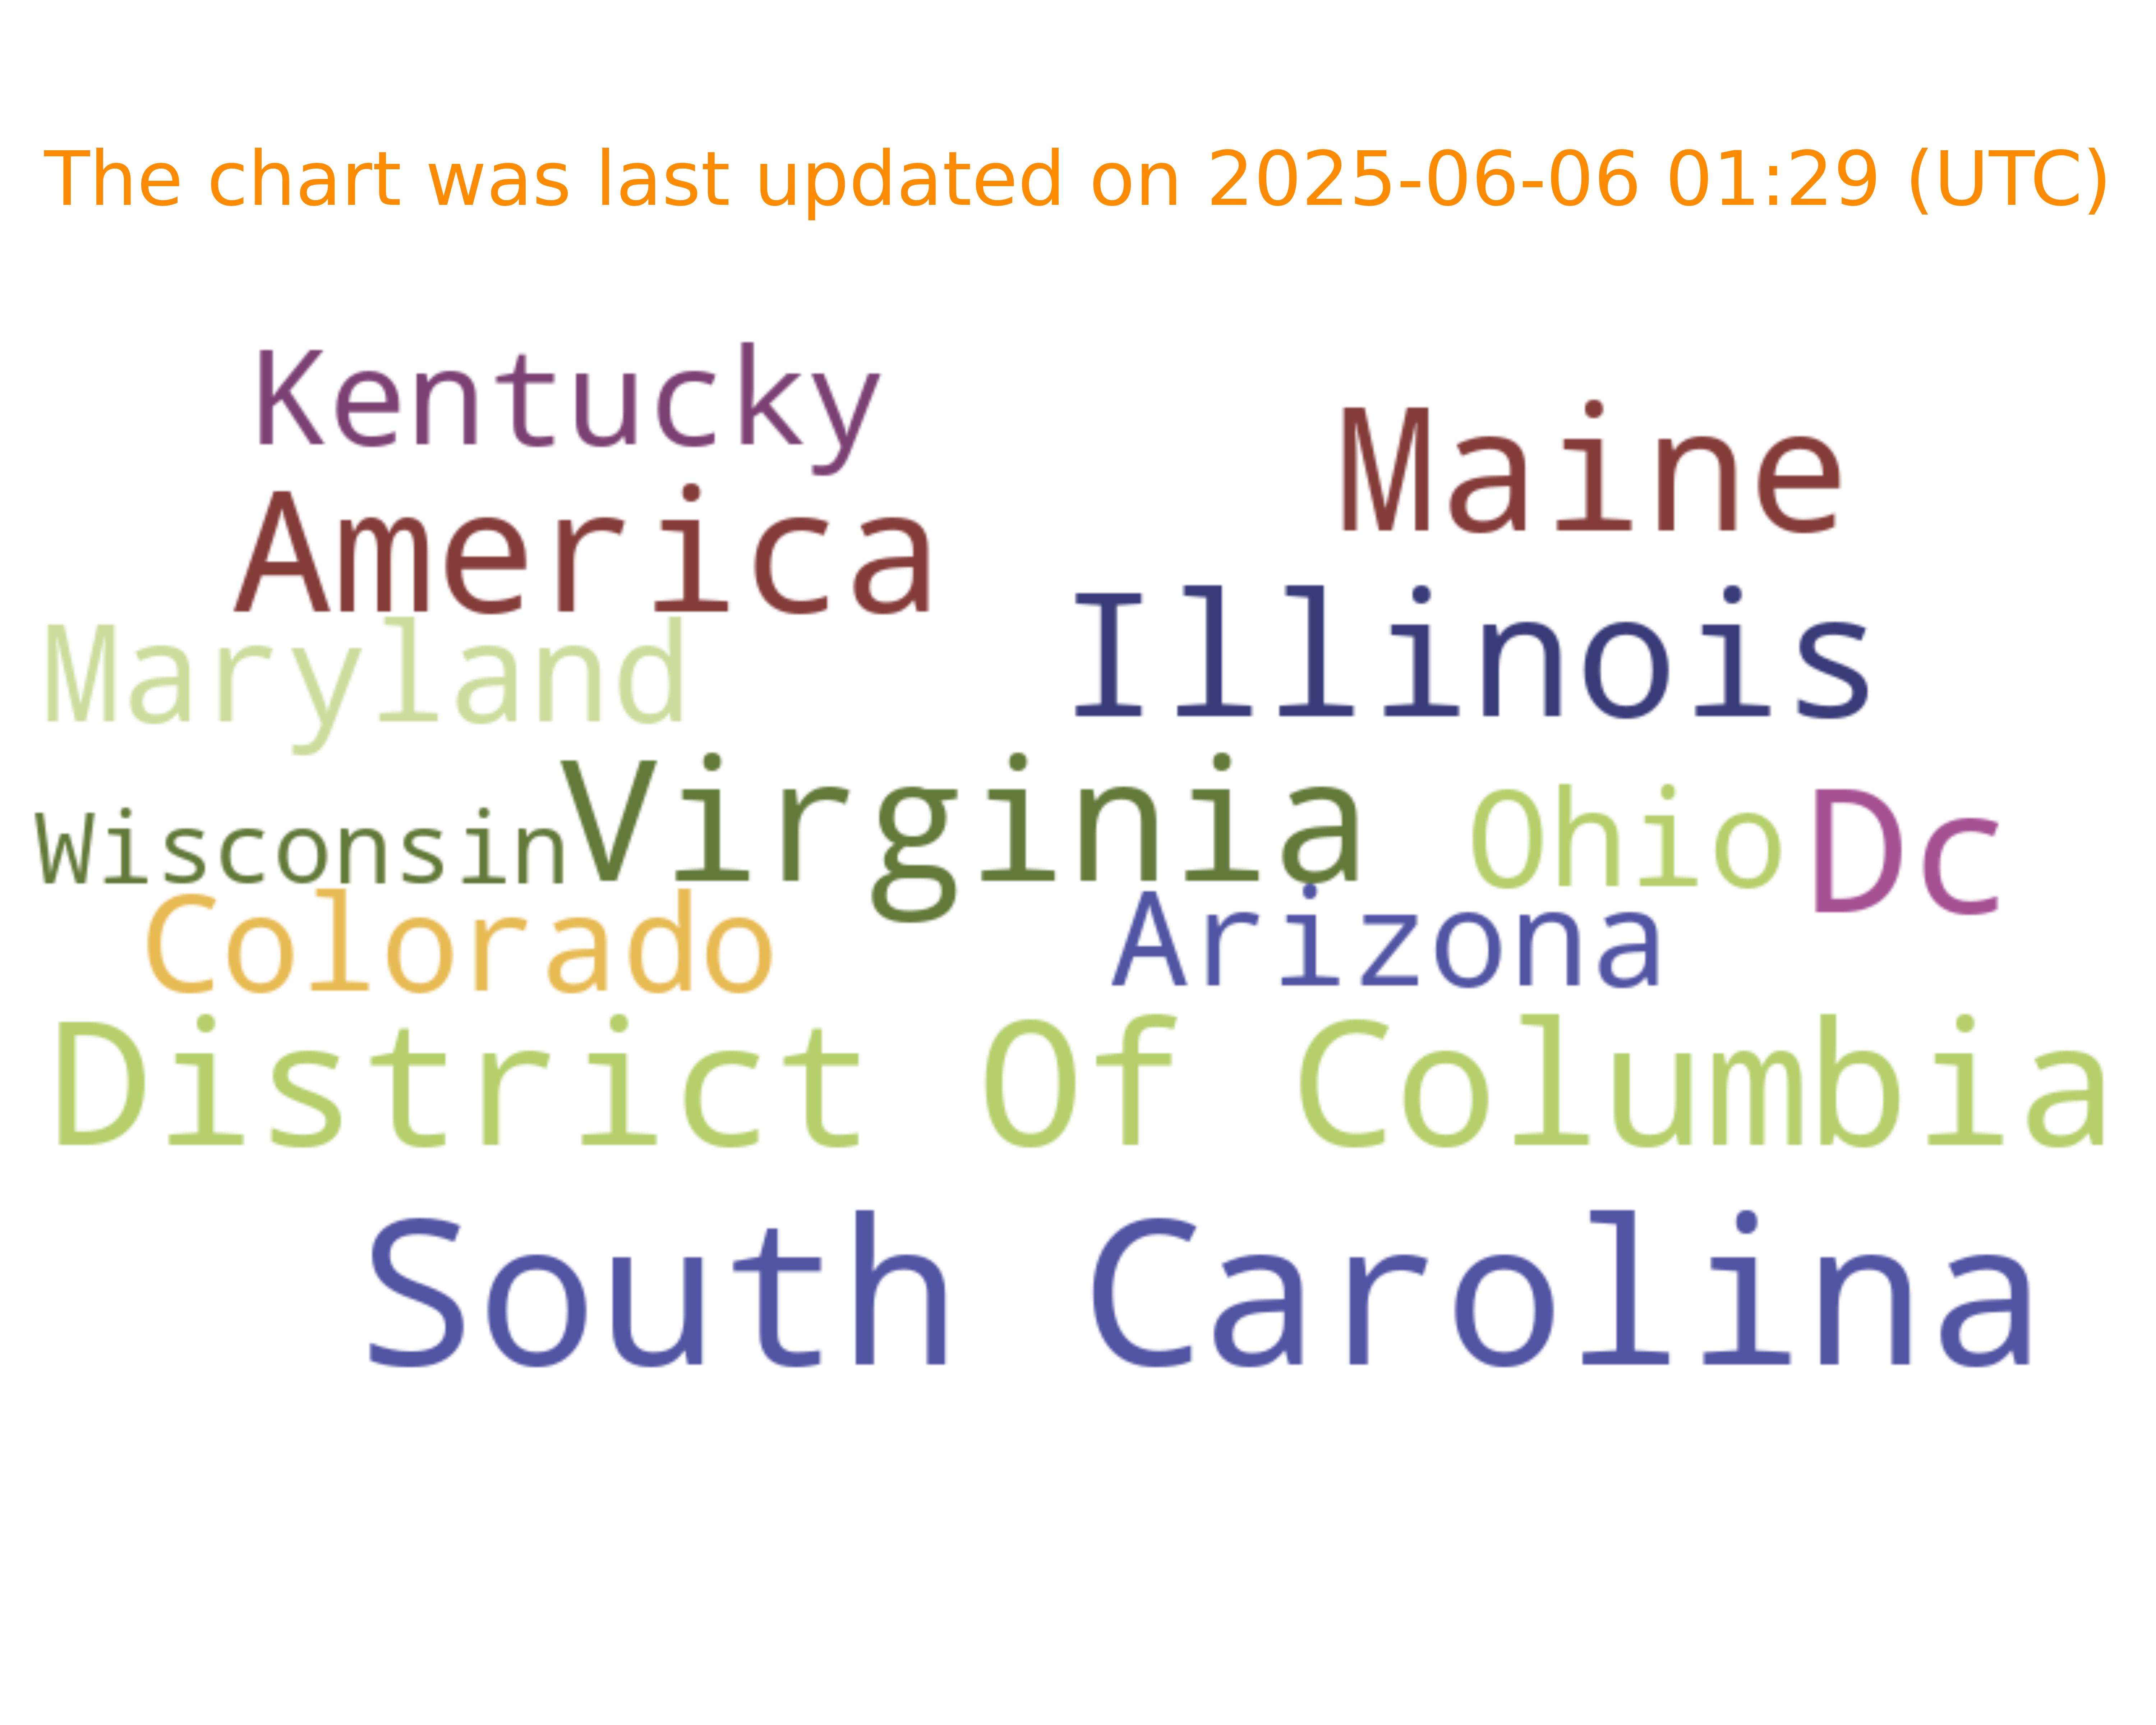 The chart was last updated on 2025-06-06 01:29 (UTC)
Kentucky
Maine
America
Illinois
Maryland
Virginia
Ohio
Dc
Wisconsin
Colorado
Arizona
District Of Columbia
South Carolina